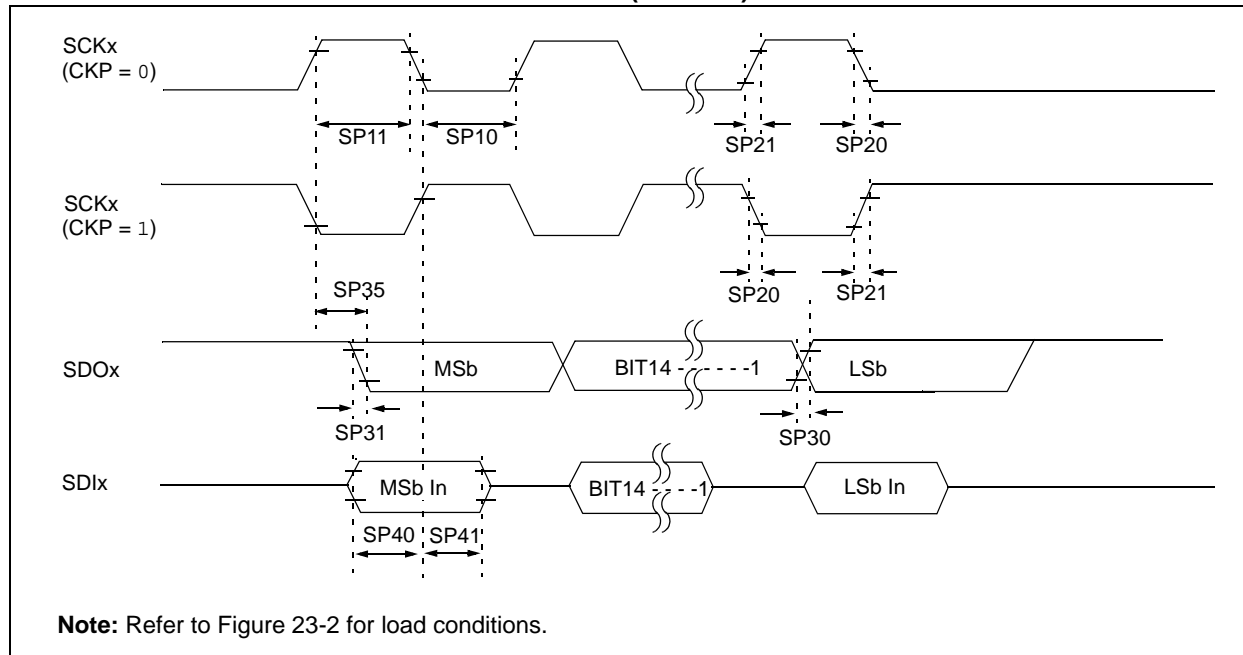 SCKx
(CKP = 0)
SP11
SP10
SP21
SP20
SCKx
(CKP = 1)
SP35
SP20
SP21
SDOx
MSb
BIT14 - - - - - -1
LSb
SP31
SP30
SDIx
MSb In
BIT14 - - - -1
LSb In
SP40
SP41
Note: Refer to Figure 23-2 for load conditions.